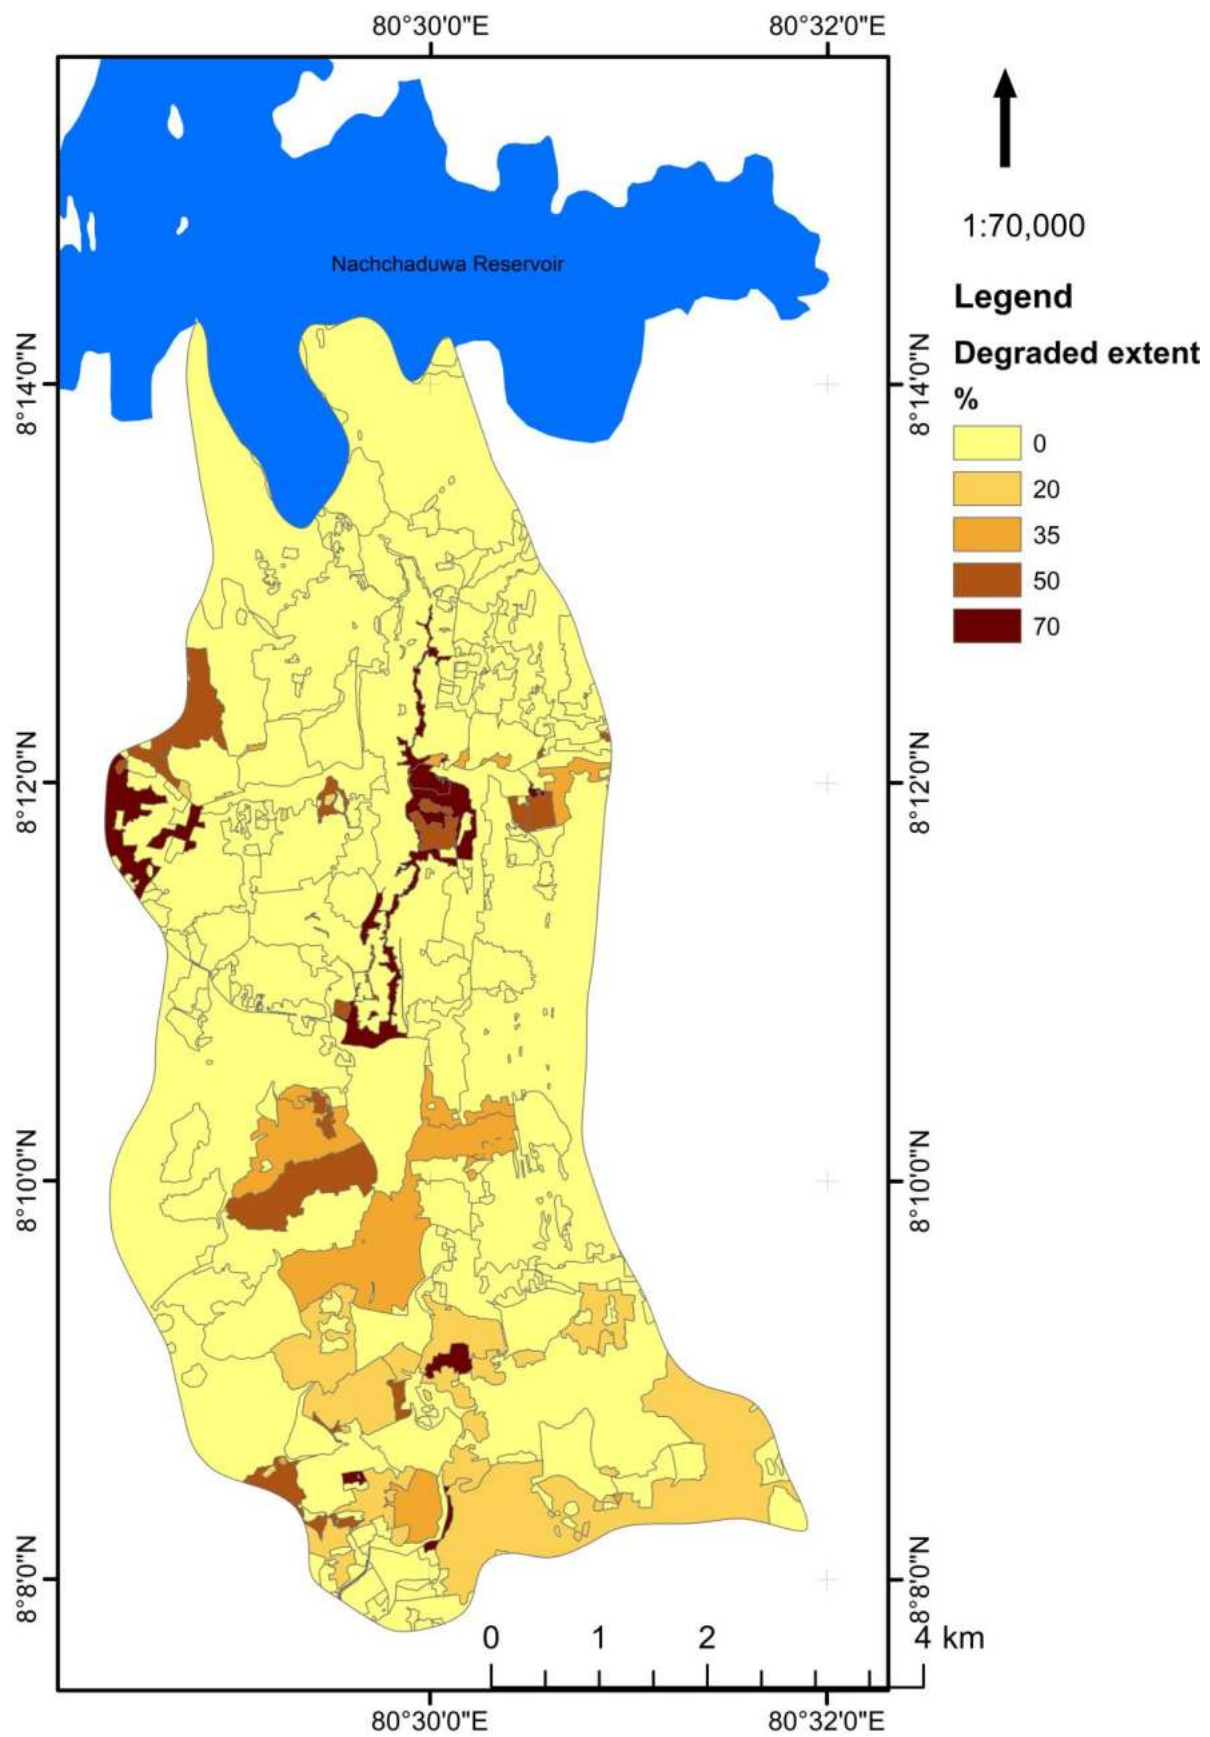 80°30'0"E
80°32'0"E
1:70,000
Nachchaduwa Reservoir
Legend
Degraded extent
%
0
20
35
50
70
8°14'0"N
8°14'0"N
8°12'0"N
8°12'0"N
8°10'0"N
8°10'0"N
8°8'0"N
8°8'0"N
0 1 2 4 km
80°30'0"E
80°32'0"E